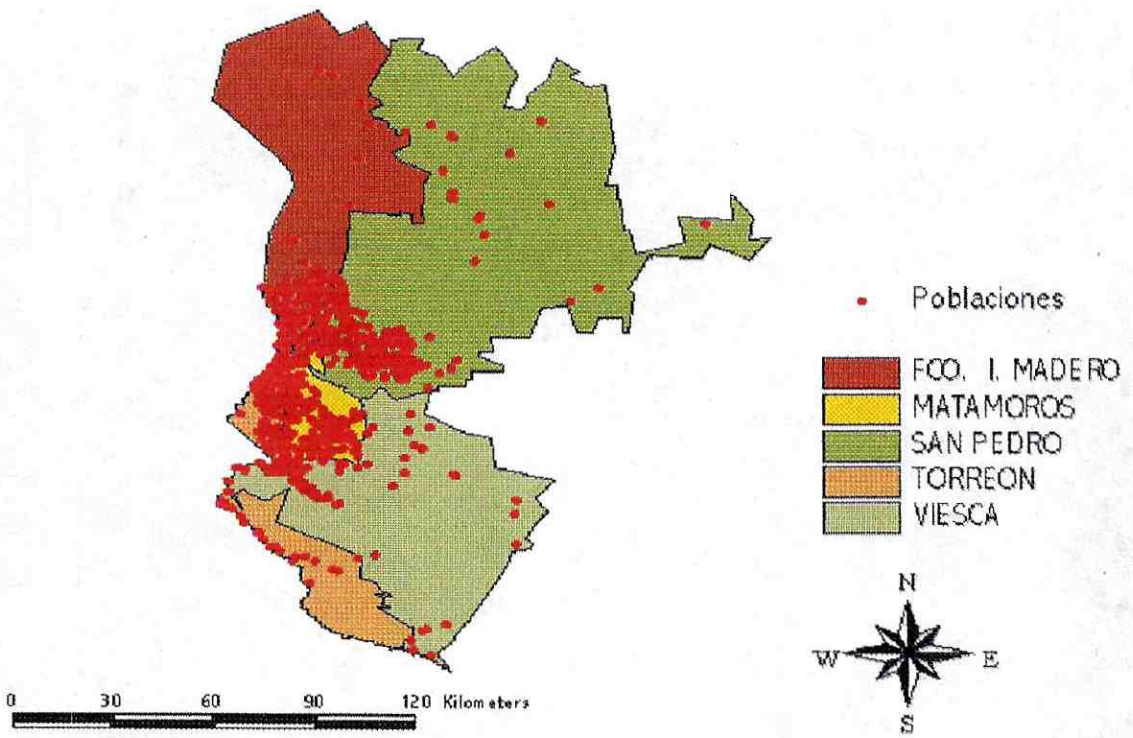 Poblaciones
FCO. I. MADERO
MATAMOROS
SAN PEDRO
TORREON
VIESCA
N
W E
S
0 30 60 90 120 Kilometers